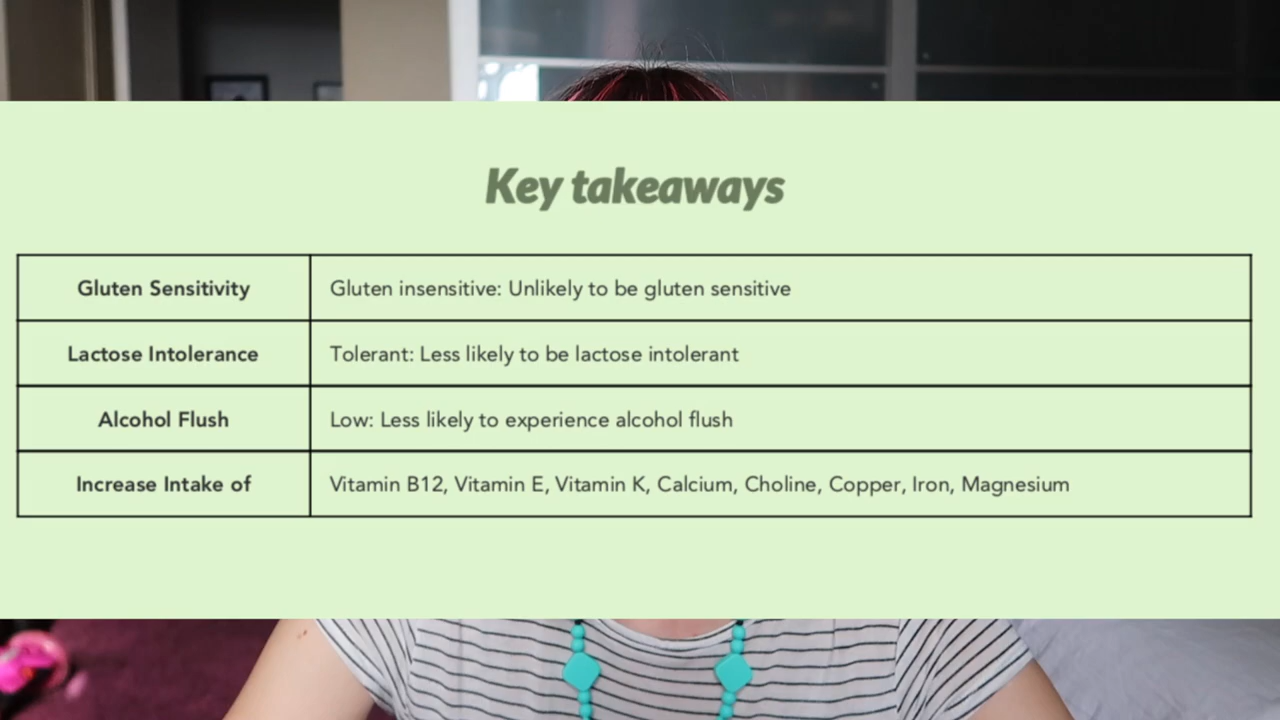 Key takeaways
Gluten Sensitivity Gluten insensitive: Unlikely to be gluten sensitive
Lactose Intolerance Tolerant: Less likely to be lactose intolerant
Alcohol Flush Low: Less likely to experience alcohol flush
Increase Intake of Vitamin B12, Vitamin E, Vitamin K, Calcium, Choline, Copper, Iron, Magnesium